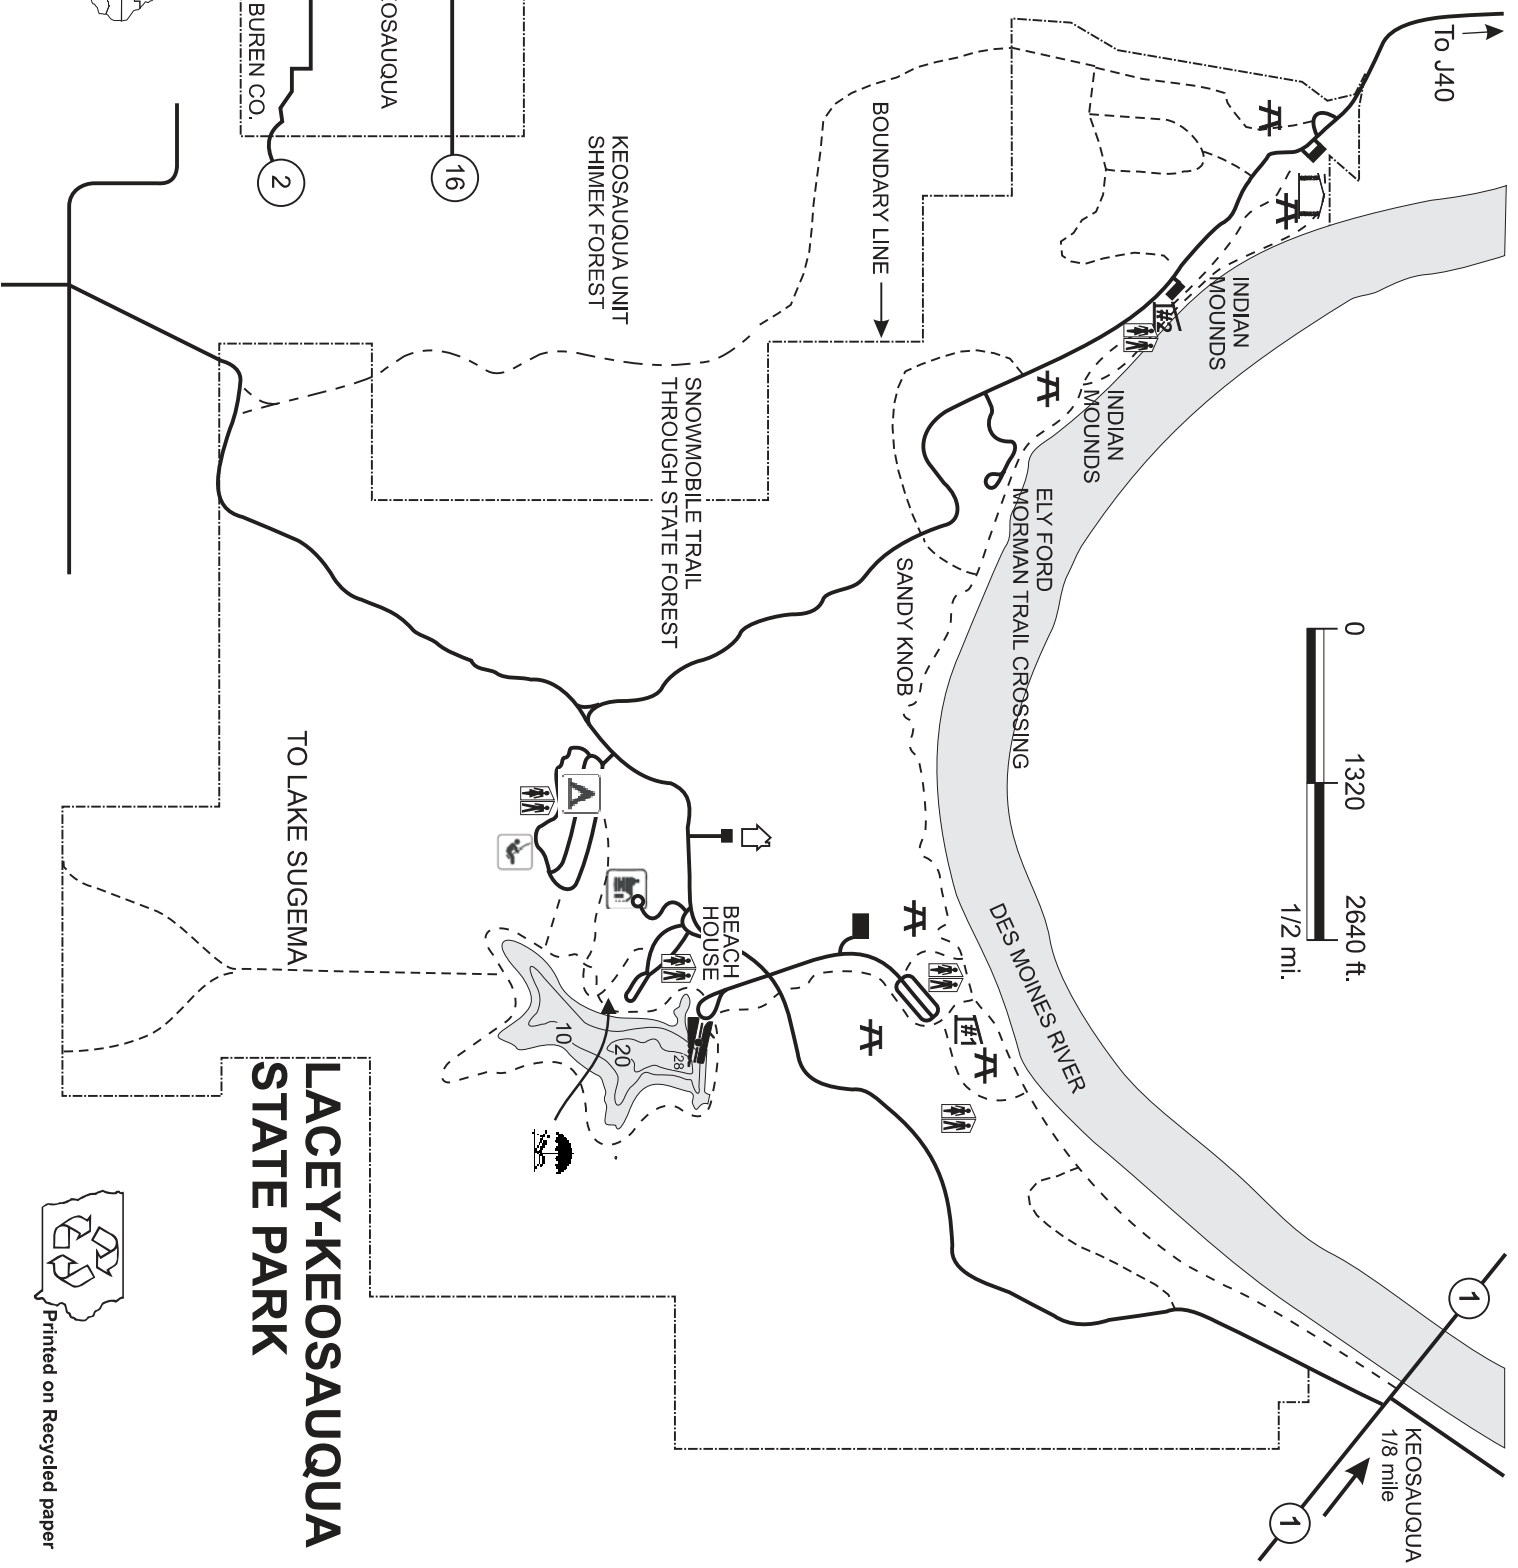 To J40
BUREN CO.
OSAUQUA
2
16
KEOSAUQUA UNIT
SHIMEK FOREST
BOUNDARY LINE
INDIAN
MOUNDS
#2
INDIAN
MOUNDS
SNOWMOBILE TRAIL
THROUGH STATE FOREST
ELY FORD
MORMAN TRAIL CROSSING
SANDY KNOB
0
1320
2640 ft.
1/2 mi.
TO LAKE SUGEMA
BEACH
HOUSE
DES MOINES RIVER
#1
10
20
28
LACEY-KEOSAUQUA
STATE PARK
1
KEOSAUQUA
1/8 mile
1
Printed on Recycled paper